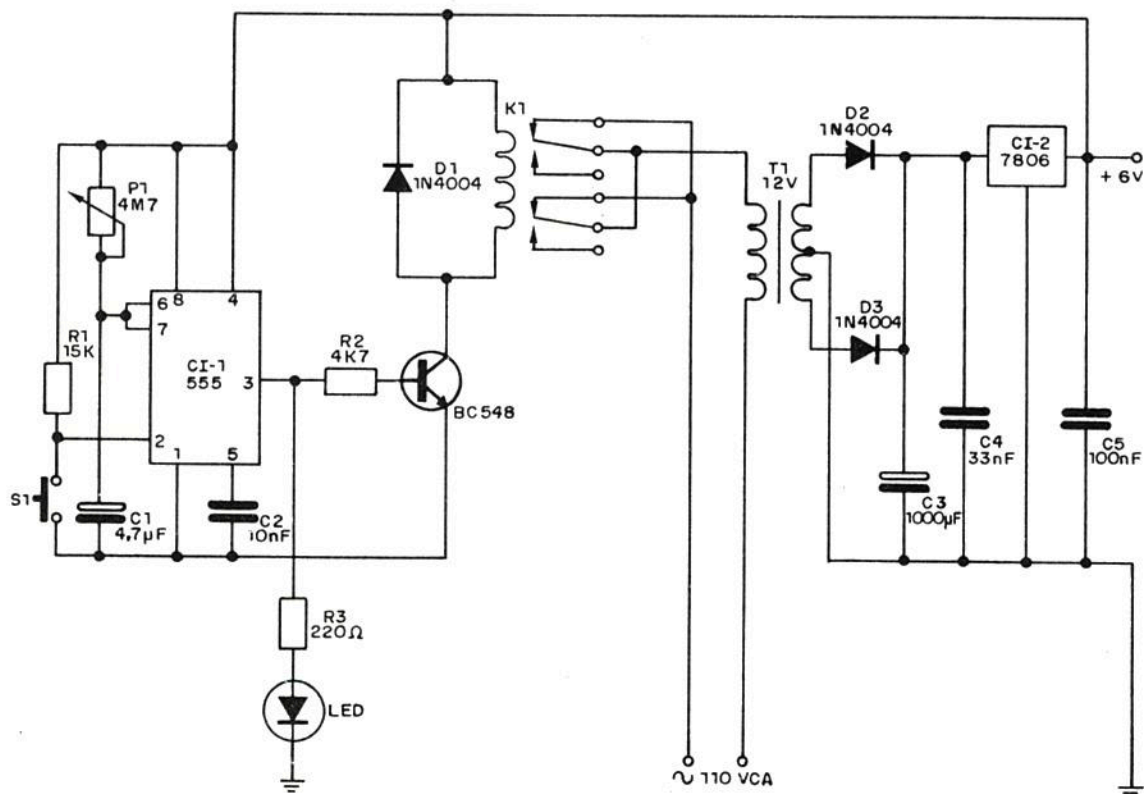 K1
D2
1N4004
CI-2
7806
+ 6V
P1
4M7
D1
1N4004
T1
12V
D3
1N4004
6
7
8
4
R1
15K
CI-1
555
3
R2
4K7
BC548
2
1
5
S1
C1
4,7µF
C2
10nF
C4
33nF
C5
100nF
C3
1000µF
R3
220Ω
LED
∿ 110 VCA